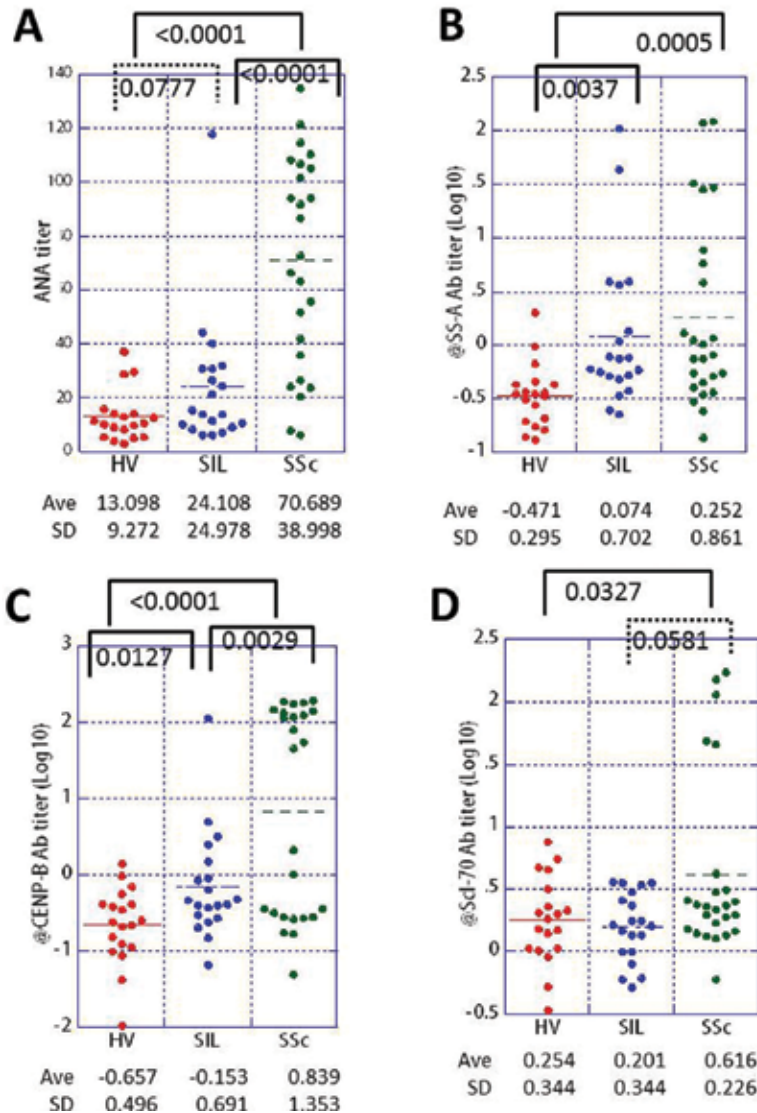 A
<0.0001
0.0777
<0.0001
140
120
100
80
60
40
20
0
ANA titer
HV SIL SSc
Ave 13.098 24.108 70.689
SD 9.272 24.978 38.998
B
0.0005
0.0037
2.5
2
.5
1
.5
0
-0.5
-1
@SS-A Ab titer (Log10)
HV SIL SSc
Ave -0.471 0.074 0.252
SD 0.295 0.702 0.861
C
<0.0001
0.0127
0.0029
3
2
1
0
-1
-2
@CENP-B Ab titer (Log10)
HV SIL SSc
Ave -0.657 -0.153 0.839
SD 0.496 0.691 1.353
D
0.0327
0.0581
2.5
2
.5
1
.5
0
-0.5
@Scl-70 Ab titer (Log10)
HV SIL SSc
Ave 0.254 0.201 0.616
SD 0.344 0.344 0.226